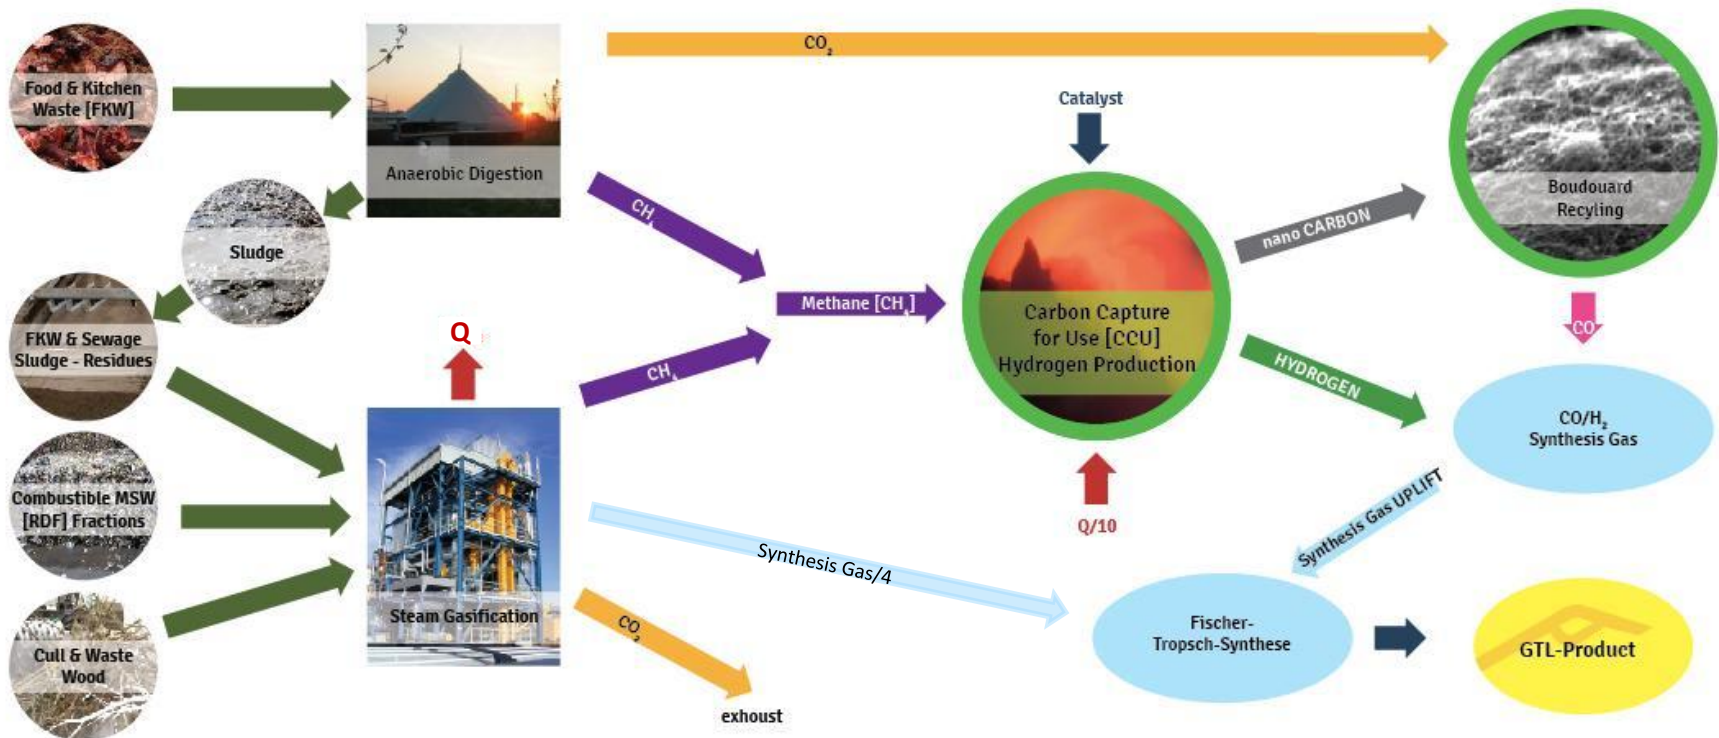 CO₂
Food & Kitchen
Waste [FKW]
Catalyst
Anaerobic Digestion
Boudouard
Recyling
CH₄
nano CARBON
Sludge
Methane [CH₄]
Carbon Capture
for Use [CCU]
Hydrogen Production
FKW & Sewage
Sludge - Residues
Q
CO
CH₄
HYDROGEN
CO/H₂
Synthesis Gas
Combustible MSW
[RDF] Fractions
Q/10
Synthesis Gas UPLIFT
Synthesis Gas/4
Steam Gasification
CO₂
Fischer-
Tropsch-Synthese
GTL-Product
Cull & Waste
Wood
exhoust